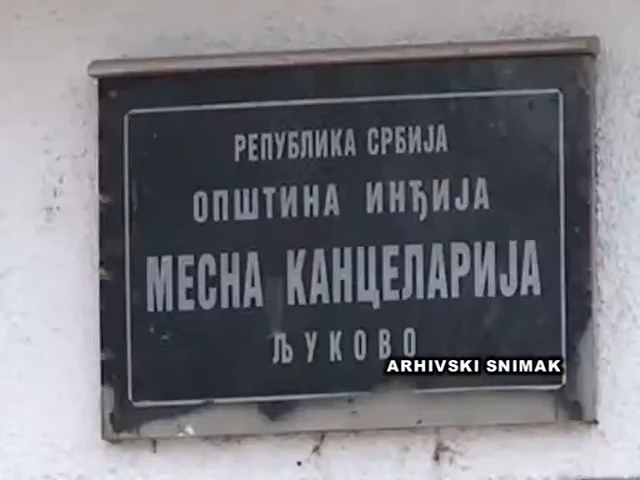 РЕПУБЛИКА СРБИЈА
ОПШТИНА ИНЂИЈА
МЕСНА КАНЦЕЛАРИЈА
ЉУКОВО
ARHIVSKI SNIMAK